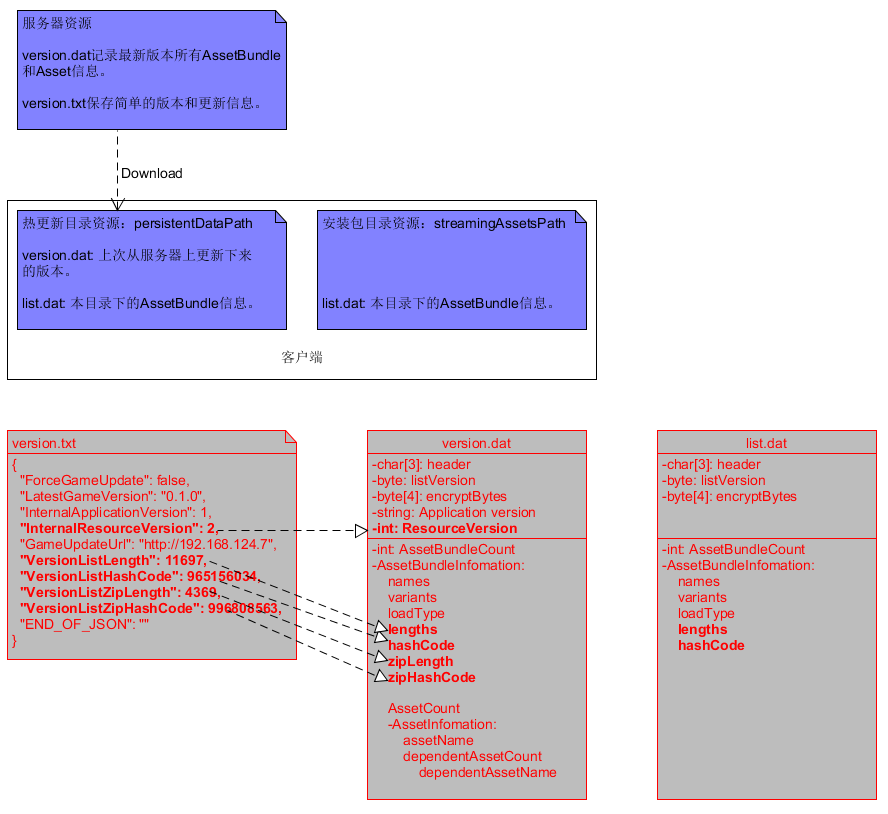 服务器资源
version.dat记录最新版本所有AssetBundle
和Asset信息。
version.txt保存简单的版本和更新信息。
Download
热更新目录资源：persistentDataPath
version.dat: 上次从服务器上更新下来
的版本。
list.dat: 本目录下的AssetBundle信息。
安装包目录资源：streamingAssetsPath
list.dat: 本目录下的AssetBundle信息。
客户端
version.txt
{
"ForceGameUpdate": false,
"LatestGameVersion": "0.1.0",
"InternalApplicationVersion": 1,
"InternalResourceVersion": 2,
"GameUpdateUrl": "http://192.168.124.7",
"VersionListLength": 11697,
"VersionListHashCode": 965156034,
"VersionListZipLength": 4369,
"VersionListZipHashCode": 996808563,
"END_OF_JSON": ""
}
version.dat
-char[3]: header
-byte: listVersion
-byte[4]: encryptBytes
-string: Application version
-int: ResourceVersion
-int: AssetBundleCount
-AssetBundleInfomation:
names
variants
loadType
lengths
hashCode
zipLength
zipHashCode
AssetCount
-AssetInfomation:
assetName
dependentAssetCount
dependentAssetName
list.dat
-char[3]: header
-byte: listVersion
-byte[4]: encryptBytes
-int: AssetBundleCount
-AssetBundleInfomation:
names
variants
loadType
lengths
hashCode